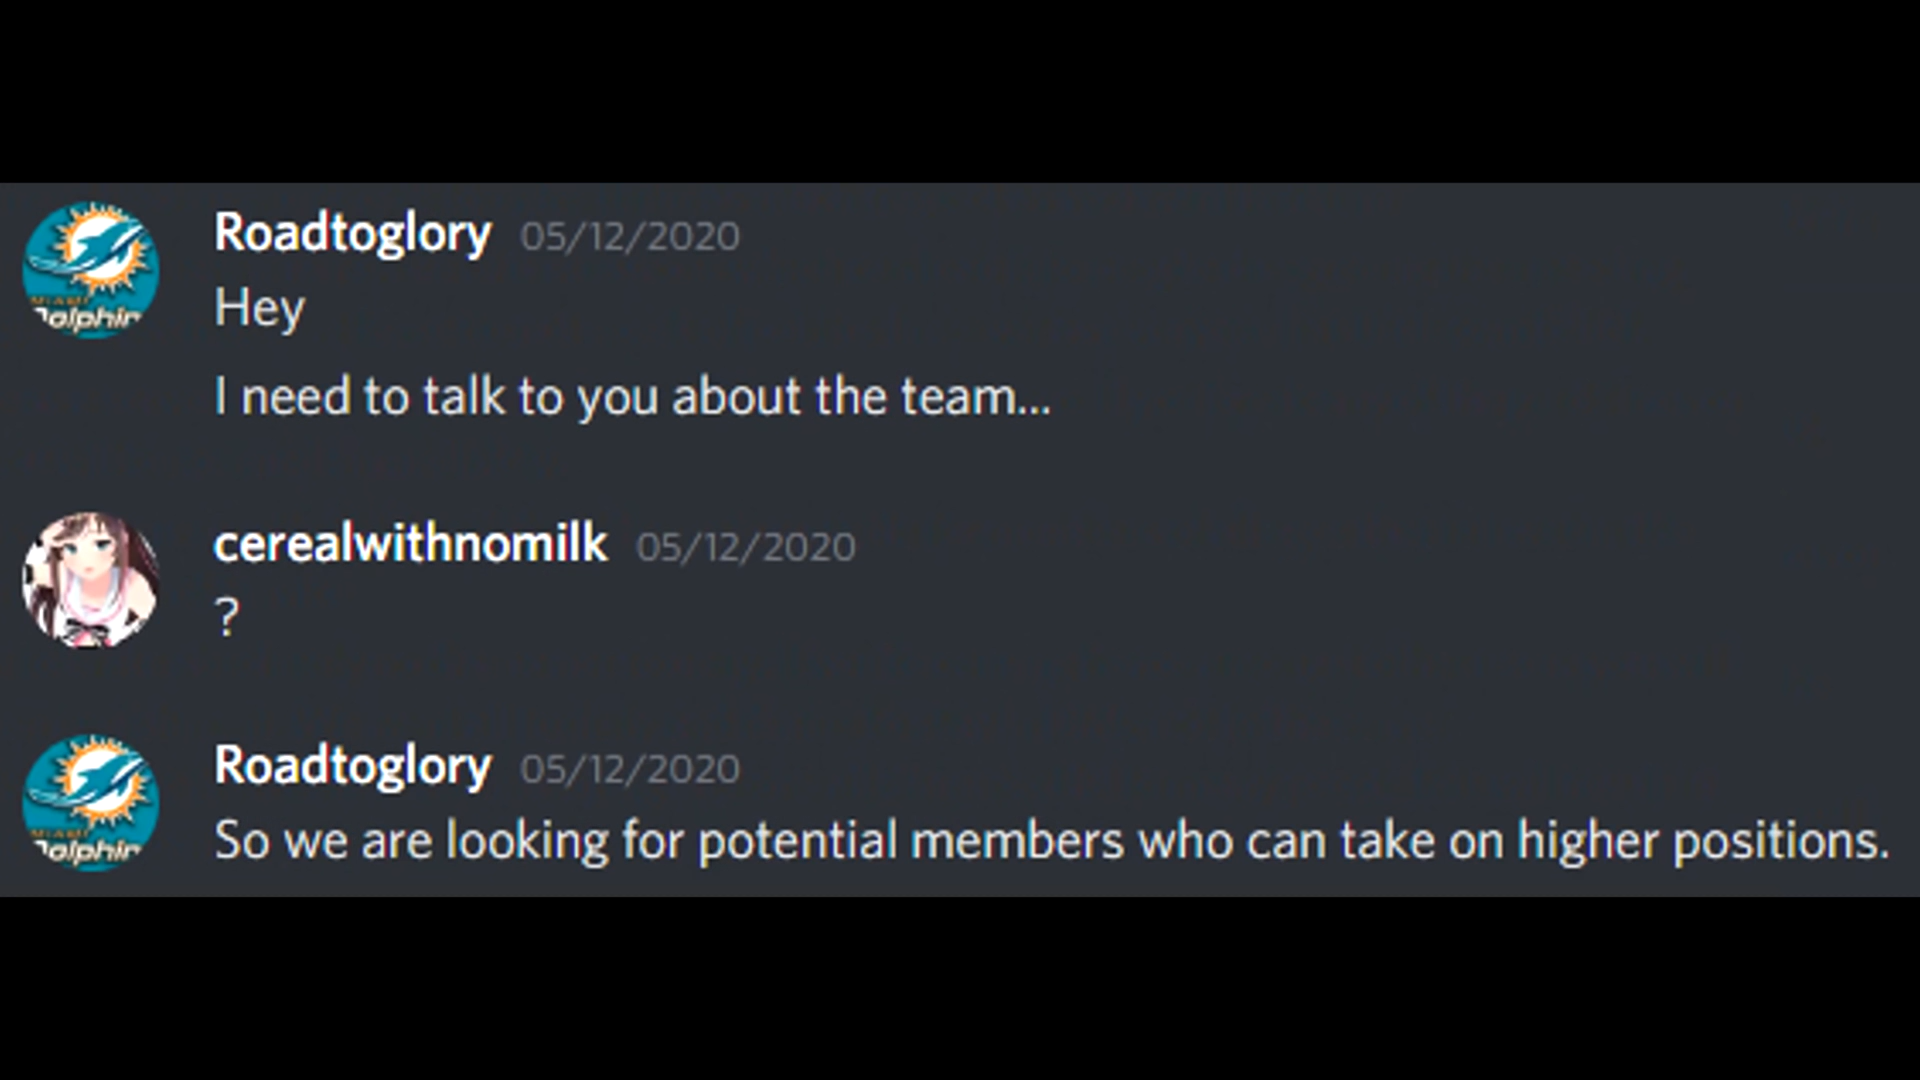 Roadtoglory 05/12/2020
Hey
I need to talk to you about the team...
cerealwithnomilk 05/12/2020
?
Roadtoglory 05/12/2020
So we are looking for potential members who can take on higher positions.